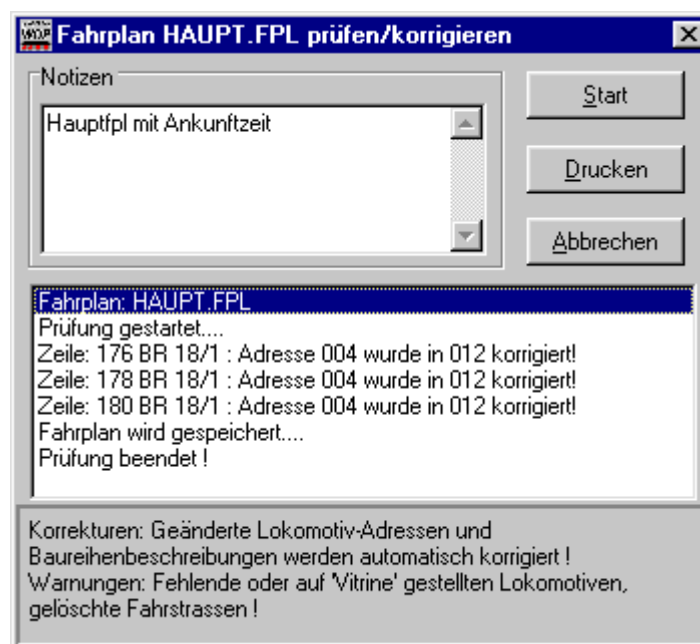 Fahrplan HAUPT.FPL prüfen/korrigieren
Notizen
Hauptfpl mit Ankunftzeit
Start
Drucken
Abbrechen
Fahrplan: HAUPT.FPL
Prüfung gestartet....
Zeile: 176 BR 18/1 : Adresse 004 wurde in 012 korrigiert!
Zeile: 178 BR 18/1 : Adresse 004 wurde in 012 korrigiert!
Zeile: 180 BR 18/1 : Adresse 004 wurde in 012 korrigiert!
Fahrplan wird gespeichert....
Prüfung beendet !
Korrekturen: Geänderte Lokomotiv-Adressen und
Baureihenbeschreibungen werden automatisch korrigiert !
Warnungen: Fehlende oder auf 'Vitrine' gestellten Lokomotiven,
gelöschte Fahrstrassen !